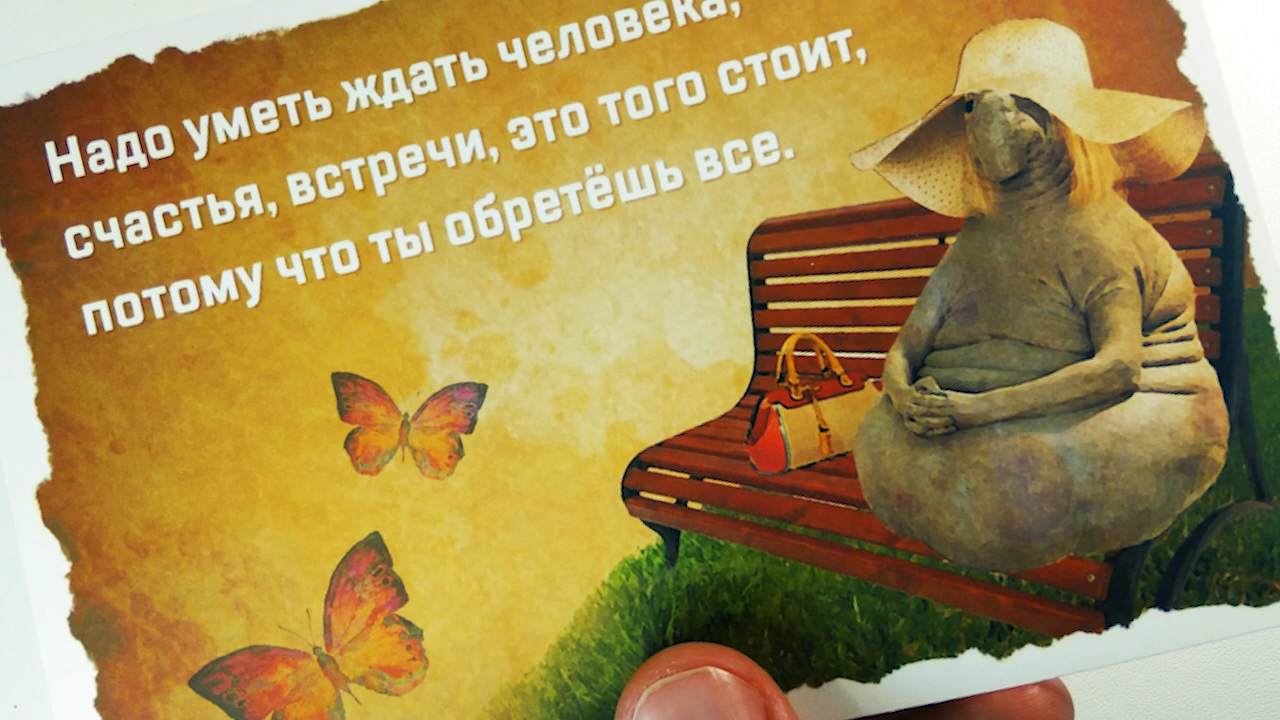 Надо уметь ждать человека,
счастья, встречи, это того стоит,
потому что ты обретёшь все.